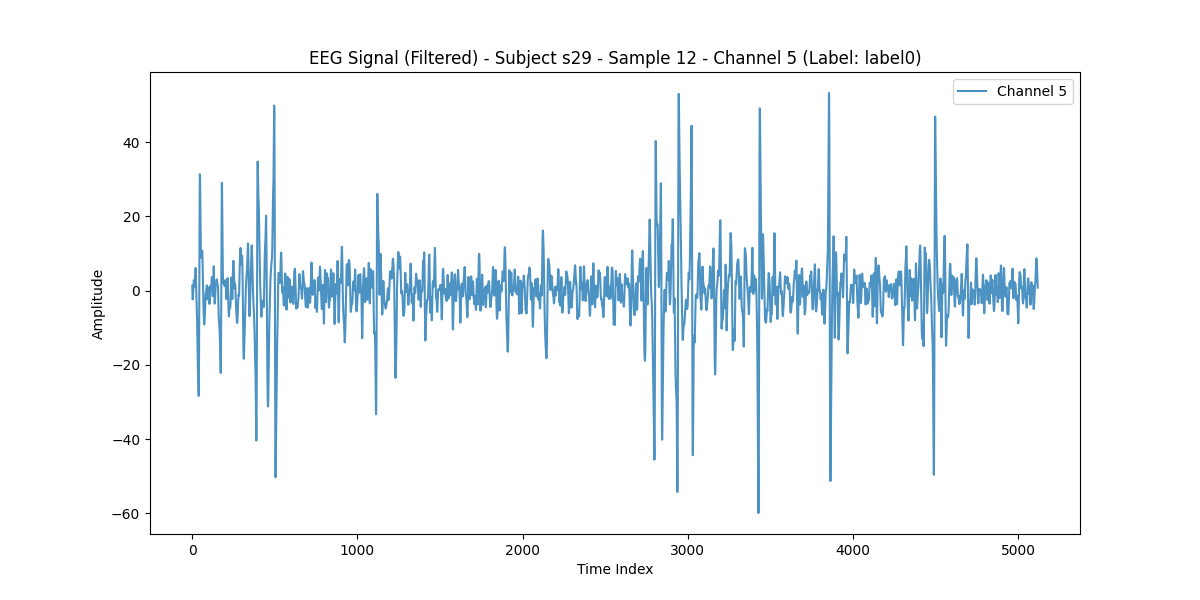 EEG Signal (Filtered) - Subject s29 - Sample 12 - Channel 5 (Label: label0)
Channel 5
40
20
0
−20
−40
−60
Amplitude
0 1000 2000 3000 4000 5000
Time Index